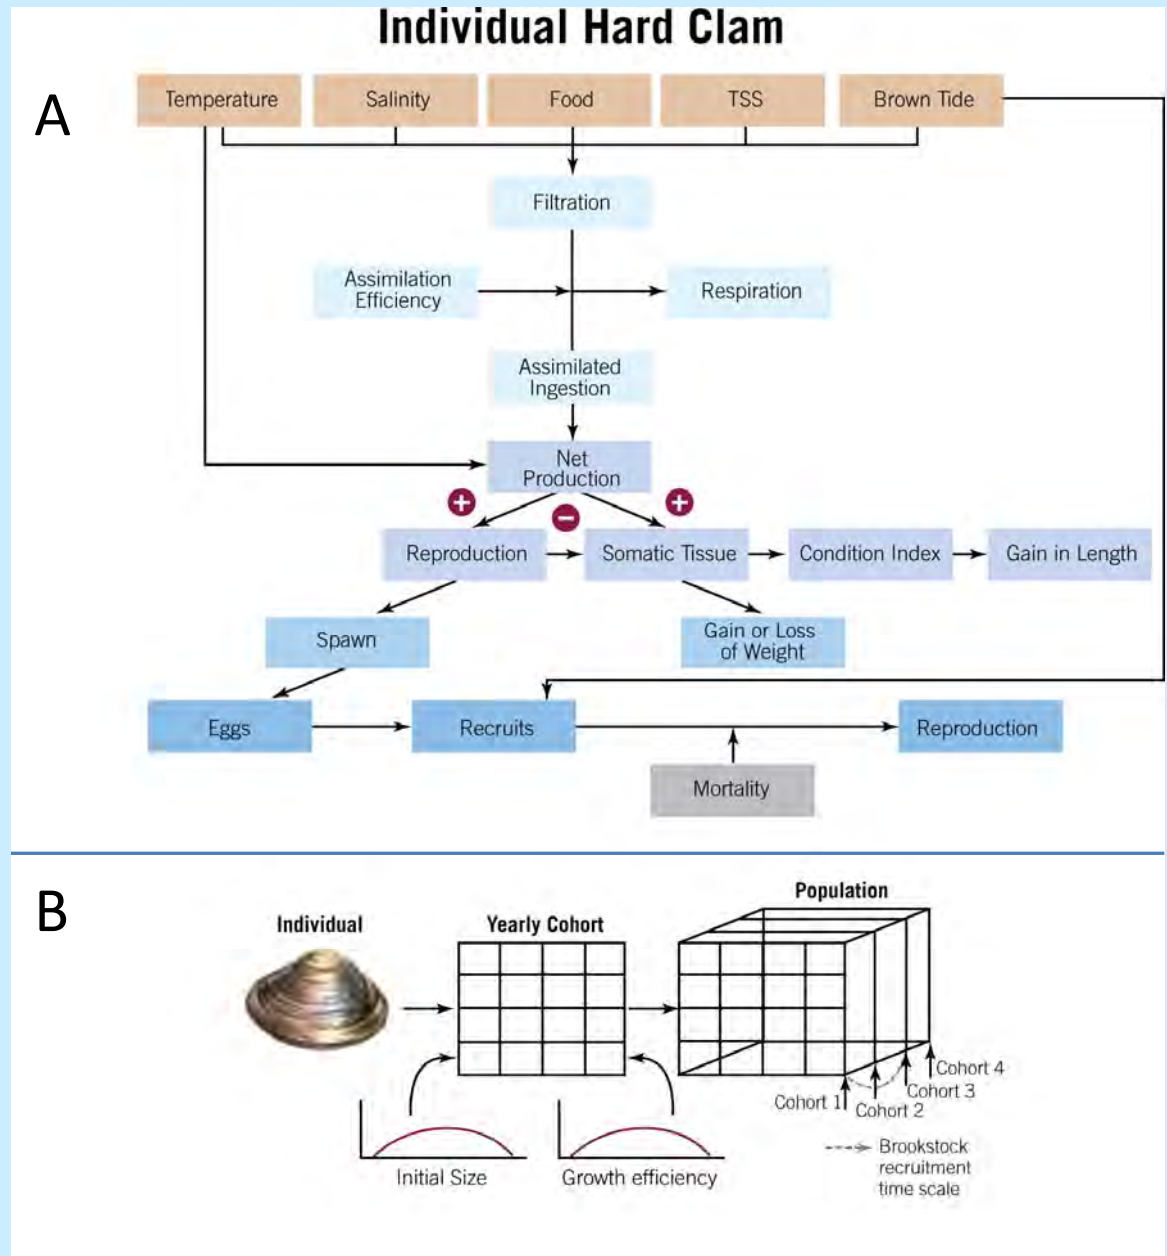 Individual Hard Clam
A
Temperature
Salinity
Food
TSS
Brown Tide
Filtration
Assimilation
Efficiency
Respiration
Assimilated
Ingestion
Net
Production
+
−
+
Reproduction
Somatic Tissue
Condition Index
Gain in Length
Spawn
Gain or Loss
of Weight
Eggs
Recruits
Reproduction
Mortality
B
Individual
Yearly Cohort
Population
Cohort 4
Cohort 3
Cohort 1
Cohort 2
Initial Size
Growth efficiency
Brookstock
recruitment
time scale